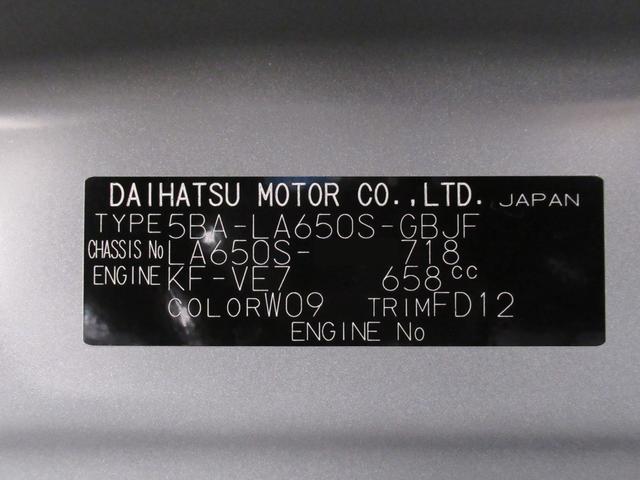 DAIHATSU MOTOR CO.,LTD. JAPAN
TYPE 5BA-LA650S-GBJF
CHASSIS No LA650S- 718
ENGINE KF-VE7 658cc
COLOR W09 TRIM FD12
ENGINE No